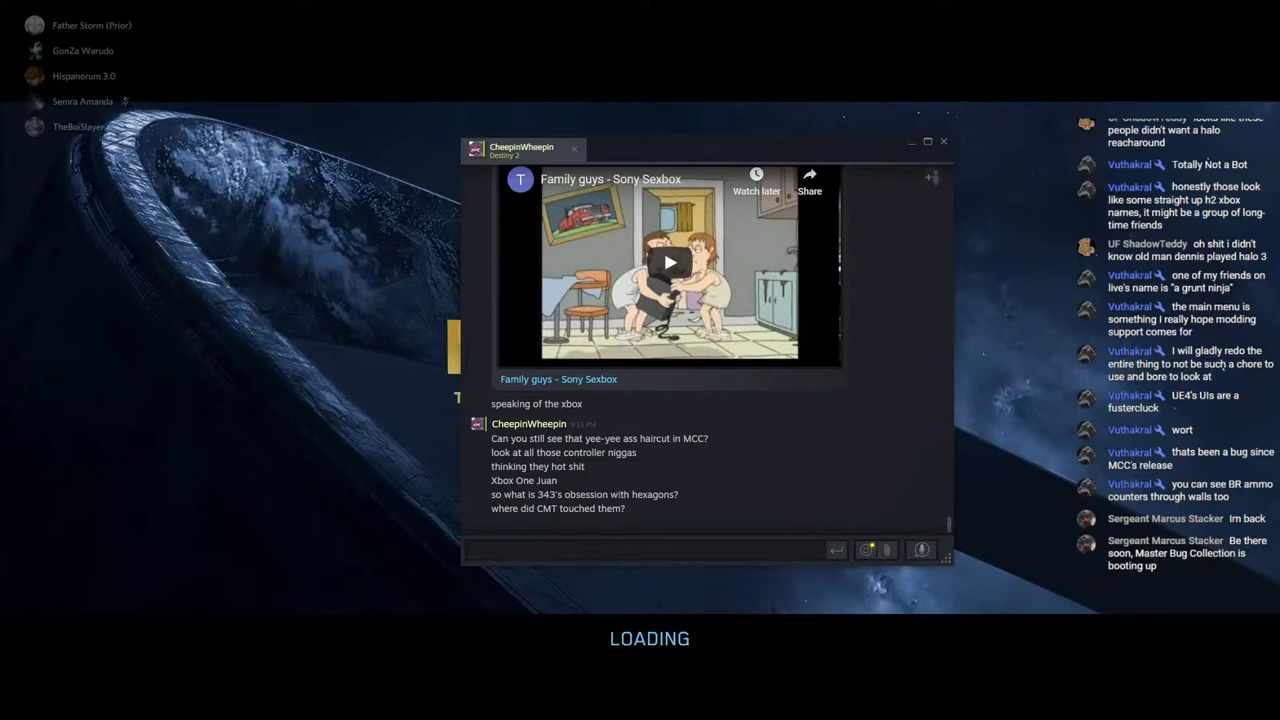 Father Storm (Prior)
GonZa Warudo
Hispanorum 3.0
Semra Amanda
TheBoiSlayer
CheepinWheepin
Destiny 2
T
Family guys - Sony Sexbox
Watch later
Share
Family guys - Sony Sexbox
speaking of the xbox
CheepinWheepin 9:15 PM
Can you still see that yee-yee ass haircut in MCC?
look at all those controller niggas
thinking they hot shit
Xbox One Juan
so what is 343's obsession with hexagons?
where did CMT touched them?
T
LOADING
UF ShadowTeddy looks like these
people didn't want a halo
reacharound
Vuthakral Totally Not a Bot
Vuthakral honestly those look
like some straight up h2 xbox
names, it might be a group of long-
time friends
UF ShadowTeddy oh shit i didn't
know old man dennis played halo 3
Vuthakral one of my friends on
live's name is "a grunt ninja"
Vuthakral the main menu is
something I really hope modding
support comes for
Vuthakral I will gladly redo the
entire thing to not be such a chore to
use and bore to look at
Vuthakral UE4's UIs are a
fustercluck
Vuthakral wort
Vuthakral thats been a bug since
MCC's release
Vuthakral you can see BR ammo
counters through walls too
Sergeant Marcus Stacker Im back
Sergeant Marcus Stacker Be there
soon, Master Bug Collection is
booting up